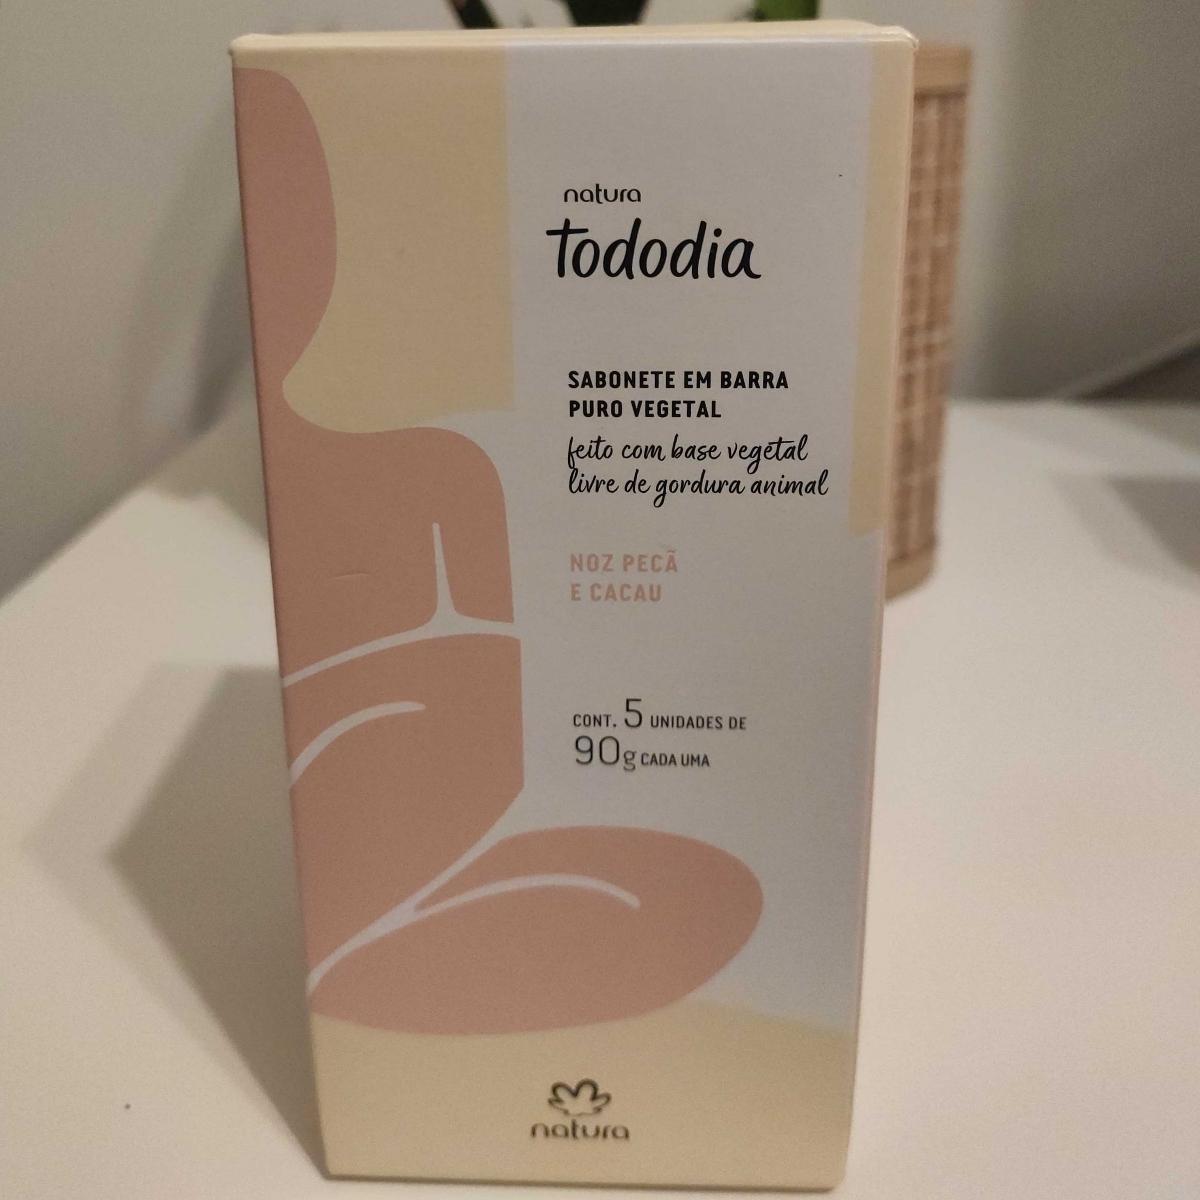 natura
Tododia
SABONETE EM BARRA
PURO VEGETAL
feito com base vegetal
livre de gordura animal
NOZ PECÃ
E CACAU
CONT. 5 UNIDADES DE
90g CADA UMA
natura